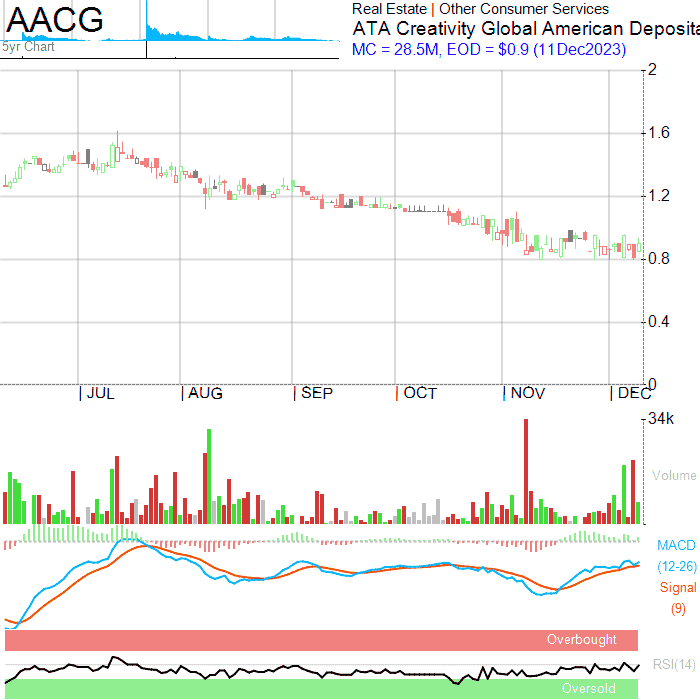 AACG
5yr Chart
Real Estate | Other Consumer Services
ATA Creativity Global American Deposita
MC = 28.5M, EOD = $0.9 (11Dec2023)
2
1.6
1.2
0.8
0.4
0
| JUL | AUG | SEP | OCT | NOV | DEC
34k
Volume
MACD
(12-26)
Signal
(9)
Overbought
RSI(14)
Oversold